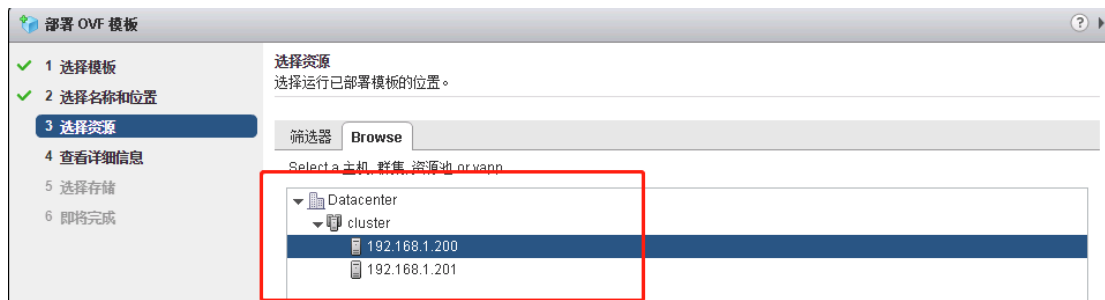 部署 OVF 模板
1 选择模板
2 选择名称和位置
3 选择资源
4 查看详细信息
5 选择存储
6 即将完成
选择资源
选择运行已部署模板的位置。
筛选器 Browse
Select a 主机, 群集, 资源池 or vapp
Datacenter
cluster
192.168.1.200
192.168.1.201